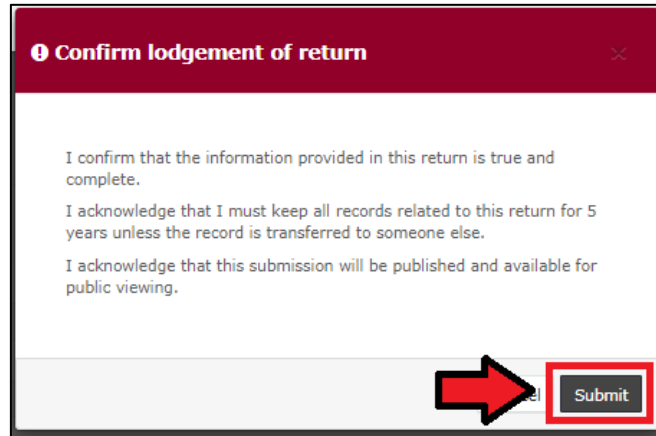 Confirm lodgement of return
I confirm that the information provided in this return is true and
complete.
I acknowledge that I must keep all records related to this return for 5
years unless the record is transferred to someone else.
I acknowledge that this submission will be published and available for
public viewing.
Submit